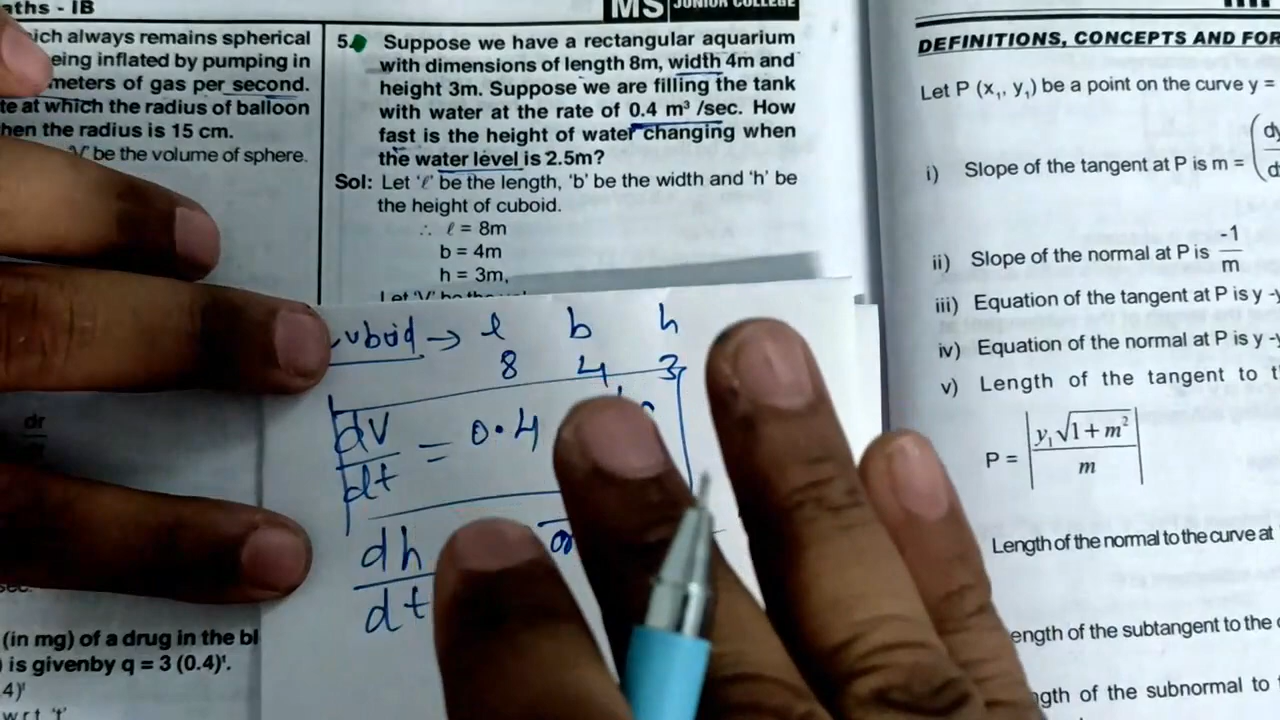 aths - IB
MS JUNIOR COLLEGE
ich always remains spherical
eing inflated by pumping in
meters of gas per second.
te at which the radius of balloon
hen the radius is 15 cm.
'V' be the volume of sphere.
dr
(in mg) of a drug in the bl
is givenby q = 3 (0.4)ᵗ.
4)ᵗ
w.r.t 't'
5. Suppose we have a rectangular aquarium
with dimensions of length 8m, width 4m and
height 3m. Suppose we are filling the tank
with water at the rate of 0.4 m³ /sec. How
fast is the height of water changing when
the water level is 2.5m?
Sol: Let 'ℓ' be the length, 'b' be the width and 'h' be
the height of cuboid.
∴ ℓ = 8m
b = 4m
h = 3m,
Let 'V' be the
cuboid → l b h
8 4 3
dV/dt = 0.4
dh/dt
DEFINITIONS, CONCEPTS AND FOR
Let P (x₁, y₁) be a point on the curve y =
i) Slope of the tangent at P is m = (dy/d
ii) Slope of the normal at P is -1/m
iii) Equation of the tangent at P is y -
iv) Equation of the normal at P is y -
v) Length of the tangent to t
P = |y₁√1+m² / m|
Length of the normal to the curve at
ength of the subtangent to the
gth of the subnormal to